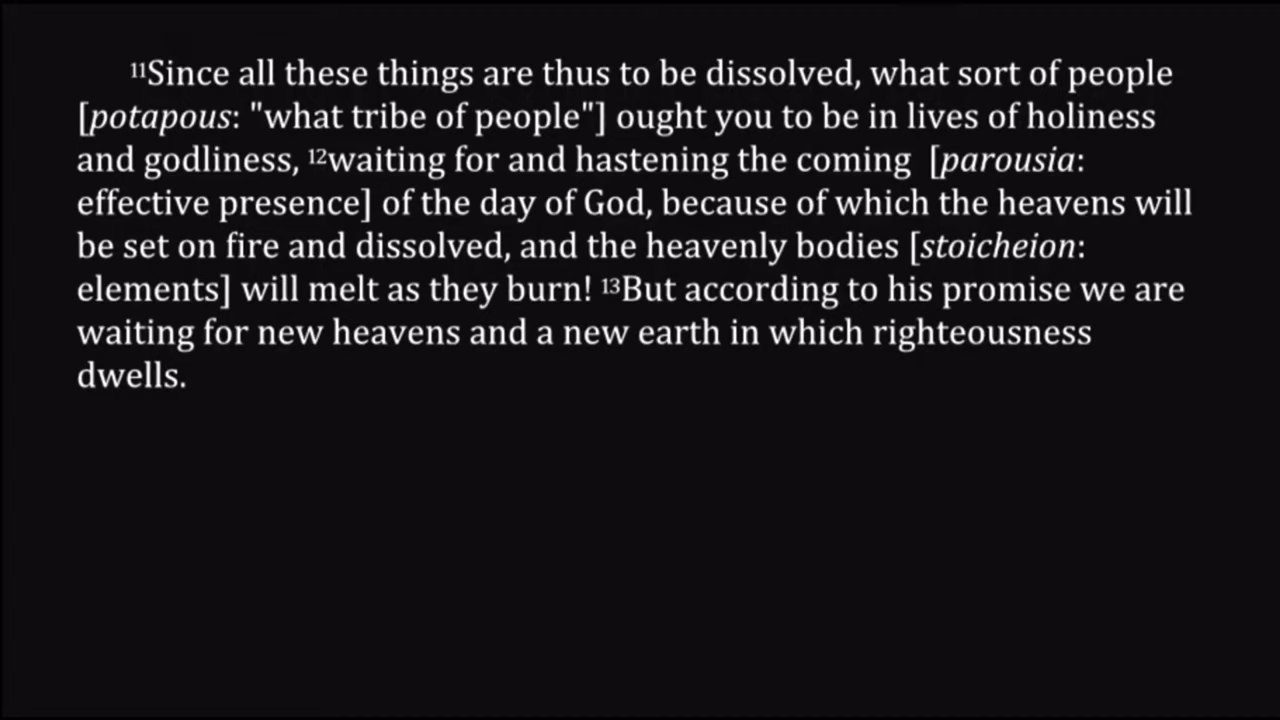 ¹¹Since all these things are thus to be dissolved, what sort of people
[potapous: "what tribe of people"] ought you to be in lives of holiness
and godliness, ¹²waiting for and hastening the coming [parousia:
effective presence] of the day of God, because of which the heavens will
be set on fire and dissolved, and the heavenly bodies [stoicheion:
elements] will melt as they burn! ¹³But according to his promise we are
waiting for new heavens and a new earth in which righteousness
dwells.